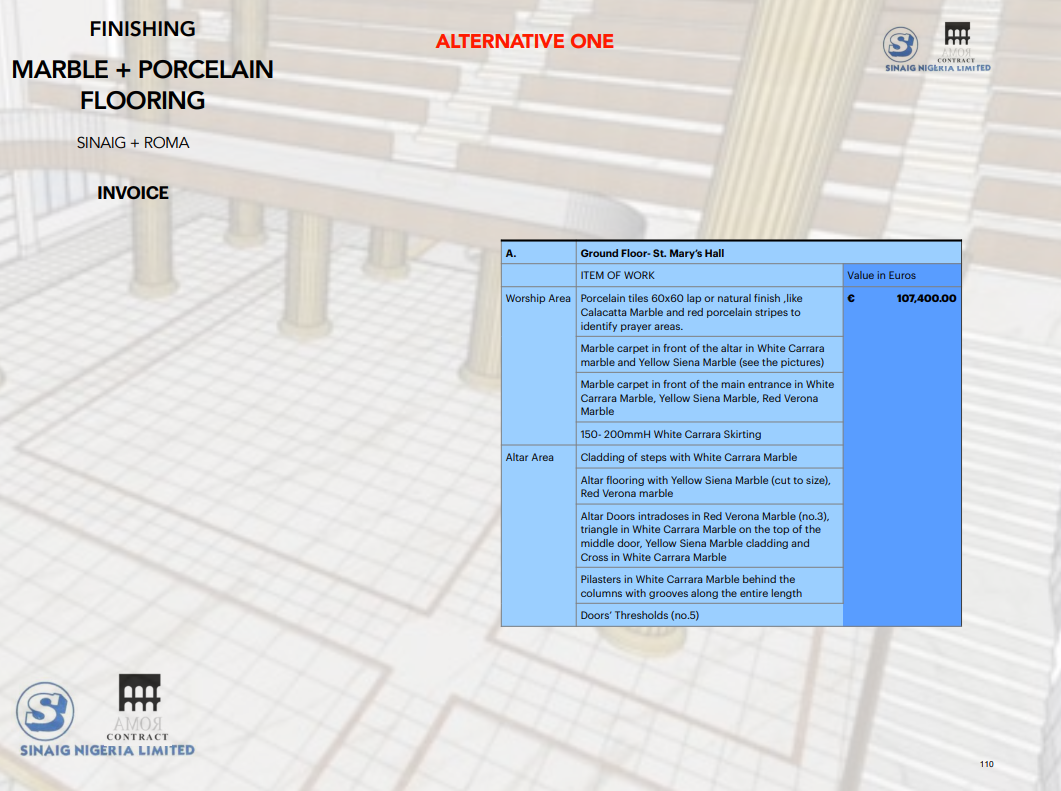 FINISHING
MARBLE + PORCELAIN
FLOORING
SINAIG + ROMA
INVOICE
ALTERNATIVE ONE
S
ROMA
CONTRACT
SINAIG NIGERIA LIMITED
A. Ground Floor- St. Mary's Hall
ITEM OF WORK Value in Euros
Worship Area Porcelain tiles 60x60 lap or natural finish ,like € 107,400.00
Calacatta Marble and red porcelain stripes to
identify prayer areas.
Marble carpet in front of the altar in White Carrara
marble and Yellow Siena Marble (see the pictures)
Marble carpet in front of the main entrance in White
Carrara Marble, Yellow Siena Marble, Red Verona
Marble
150- 200mmH White Carrara Skirting
Altar Area Cladding of steps with White Carrara Marble
Altar flooring with Yellow Siena Marble (cut to size),
Red Verona marble
Altar Doors intradoses in Red Verona Marble (no.3),
triangle in White Carrara Marble on the top of the
middle door, Yellow Siena Marble cladding and
Cross in White Carrara Marble
Pilasters in White Carrara Marble behind the
columns with grooves along the entire length
Doors' Thresholds (no.5)
S
ROMA
CONTRACT
SINAIG NIGERIA LIMITED
110